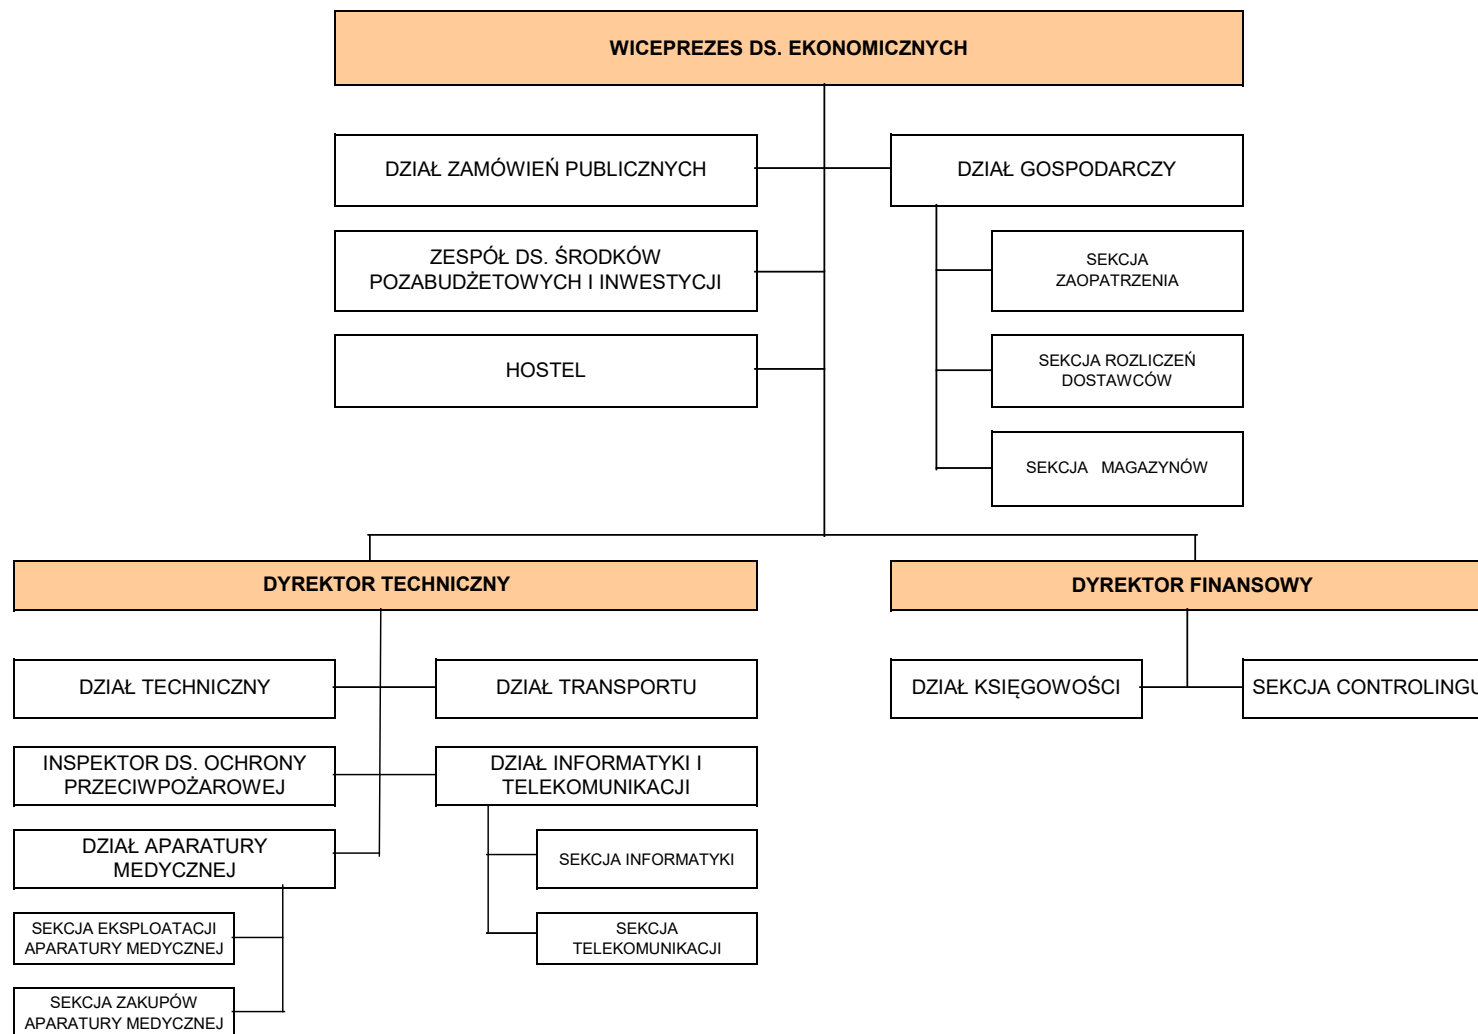 WICEPREZES DS. EKONOMICZNYCH
DZIAŁ ZAMÓWIEŃ PUBLICZNYCH
DZIAŁ GOSPODARCZY
ZESPÓŁ DS. ŚRODKÓW
POZABUDŻETOWYCH I INWESTYCJI
SEKCJA
ZAOPATRZENIA
HOSTEL
SEKCJA ROZLICZEŃ
DOSTAWCÓW
SEKCJA MAGAZYNÓW
DYREKTOR TECHNICZNY
DYREKTOR FINANSOWY
DZIAŁ TECHNICZNY
DZIAŁ TRANSPORTU
DZIAŁ KSIĘGOWOŚCI
SEKCJA CONTROLINGU
INSPEKTOR DS. OCHRONY
PRZECIWPOŻAROWEJ
DZIAŁ INFORMATYKI I
TELEKOMUNIKACJI
DZIAŁ APARATURY
MEDYCZNEJ
SEKCJA INFORMATYKI
SEKCJA EKSPLOATACJI
APARATURY MEDYCZNEJ
SEKCJA
TELEKOMUNIKACJI
SEKCJA ZAKUPÓW
APARATURY MEDYCZNEJ